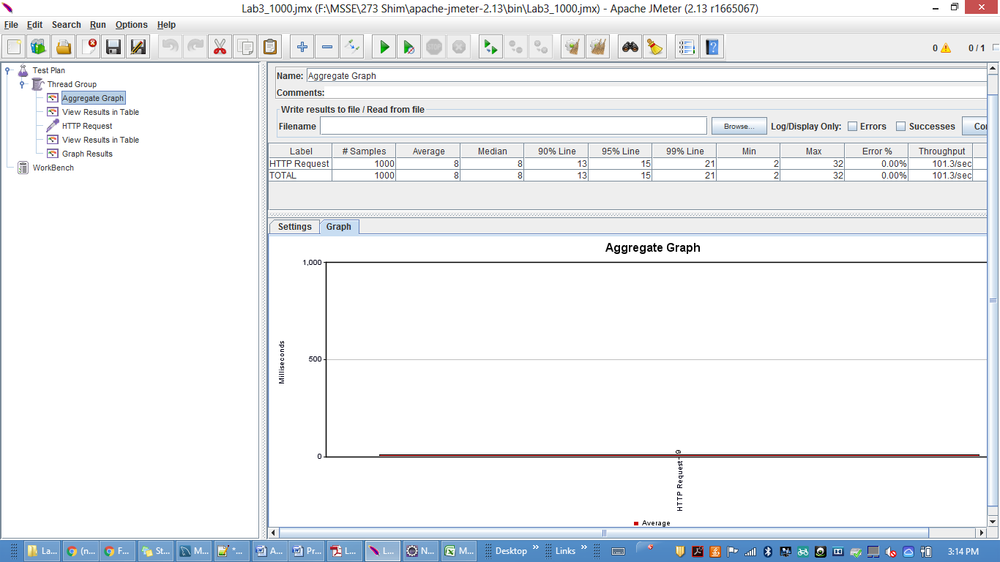 Lab3_1000.jmx (F:\MSSE\273 Shim\apache-jmeter-2.13\bin\Lab3_1000.jmx) - Apache JMeter (2.13 r1665067)
File Edit Search Run Options Help
STOP
0 0 / 1
Test Plan
Thread Group
Aggregate Graph
View Results in Table
HTTP Request
View Results in Table
Graph Results
WorkBench
Name: Aggregate Graph
Comments:
Write results to file / Read from file
Filename Browse... Log/Display Only: Errors Successes Co
Label # Samples Average Median 90% Line 95% Line 99% Line Min Max Error % Throughput
HTTP Request 1000 8 8 13 15 21 2 32 0.00% 101.3/sec
TOTAL 1000 8 8 13 15 21 2 32 0.00% 101.3/sec
Settings Graph
Aggregate Graph
1,000
500
0
Milliseconds
HTTP Request
Average
La... (n... F... St... M... *... A... Pr... L... L... N... M... Desktop » Links » 3:14 PM